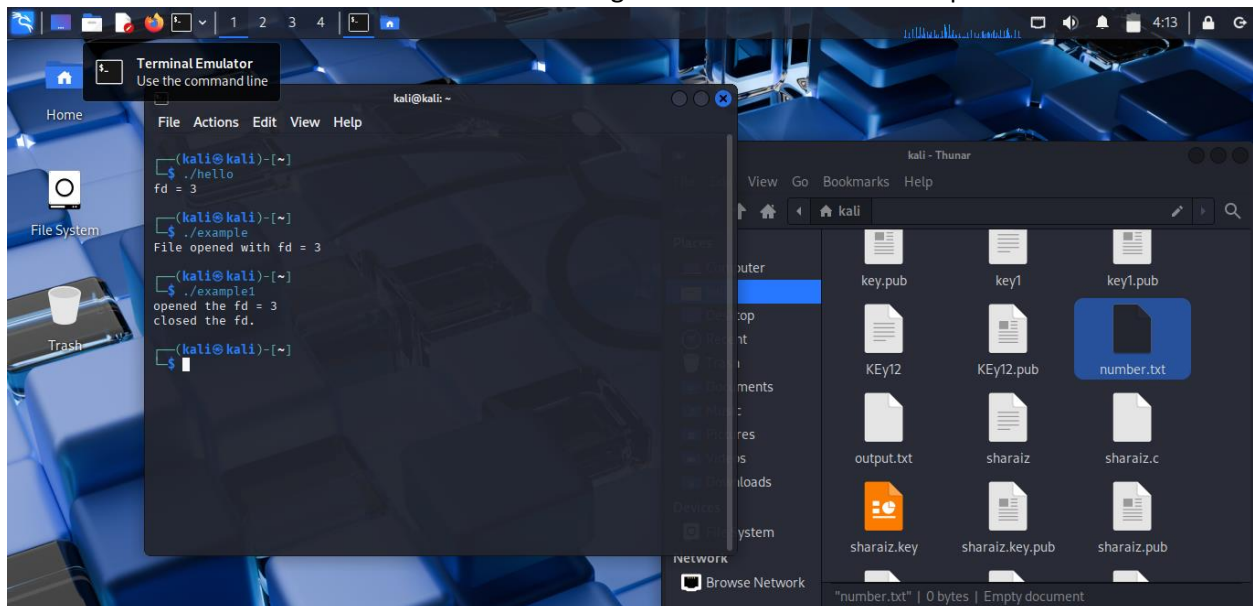 1 2 3 4
4:13
Terminal Emulator
Use the command line
Home
File System
Trash
kali@kali: ~
File Actions Edit View Help
┌──(kali㉿kali)-[~]
└─$ ./hello
fd = 3
┌──(kali㉿kali)-[~]
└─$ ./example
File opened with fd = 3
┌──(kali㉿kali)-[~]
└─$ ./example1
opened the fd = 3
closed the fd.
┌──(kali㉿kali)-[~]
└─$
kali - Thunar
View Go Bookmarks Help
kali
Places
Devices
Network
Browse Network
key.pub key1 key1.pub
KEy12 KEy12.pub number.txt
output.txt sharaiz sharaiz.c
sharaiz.key sharaiz.key.pub sharaiz.pub
"number.txt" | 0 bytes | Empty document